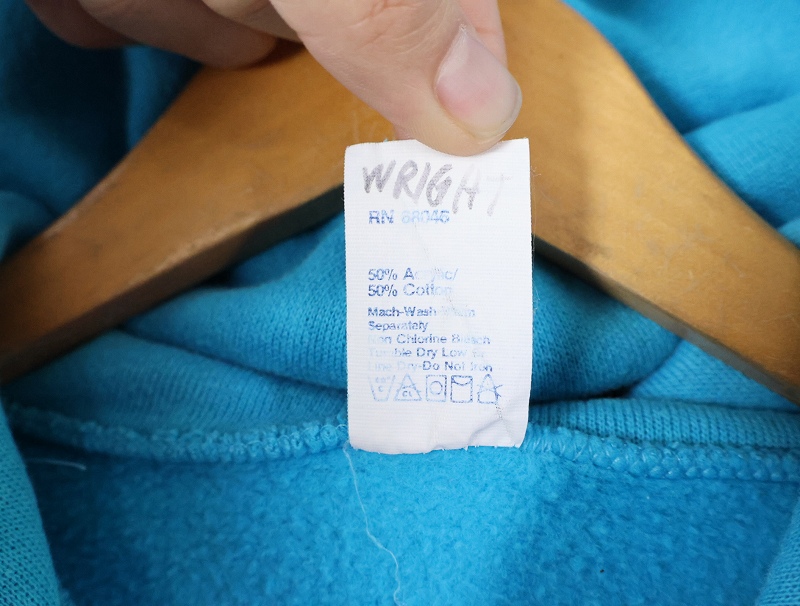 WRIGHT
RN
50% Acrylic/
50% Cotton
Mach-Wash-Warm
Separately
Non Chlorine Bleach
Tumble Dry Low or
Line Dry-Do Not Iron